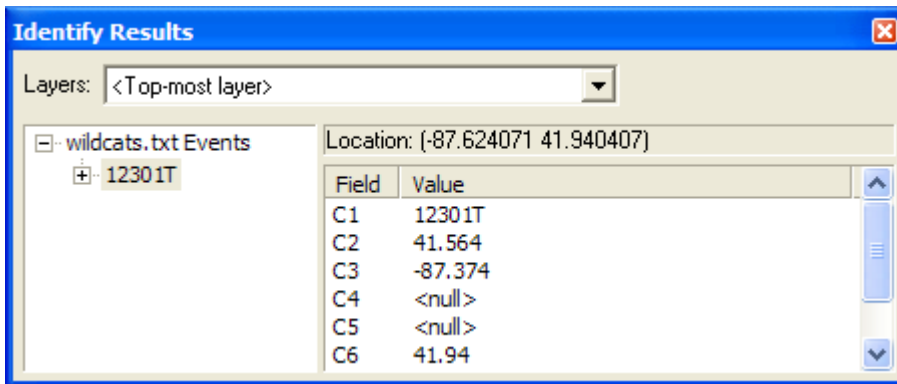 Identify Results
Layers: <Top-most layer>
wildcats.txt Events
12301T
Location: (-87.624071 41.940407)
Field Value
C1 12301T
C2 41.564
C3 -87.374
C4 <null>
C5 <null>
C6 41.94